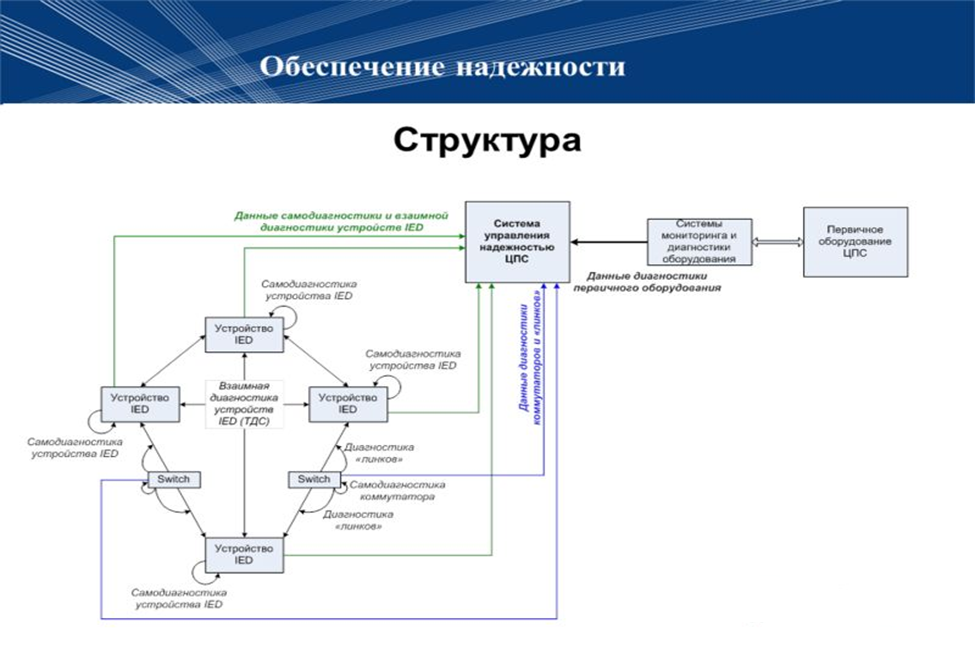 Обеспечение надежности
Структура
Данные самодиагностики и взаимной
диагностики устройств IED
Система
управления
надежностью
ЦПС
Системы
мониторинга и
диагностики
оборудования
Первичное
оборудование
ЦПС
Данные диагностики
первичного оборудования
Данные диагностики
коммутаторов и «линков»
Самодиагностика
устройства IED
Устройство
IED
Самодиагностика
устройства IED
Взаимная
диагностика
устройств
IED (ТДС)
Устройство
IED
Устройство
IED
Самодиагностика
устройства IED
Диагностика
«линков»
Switch
Switch
Самодиагностика
коммутатора
Диагностика
«линков»
Устройство
IED
Самодиагностика
устройства IED